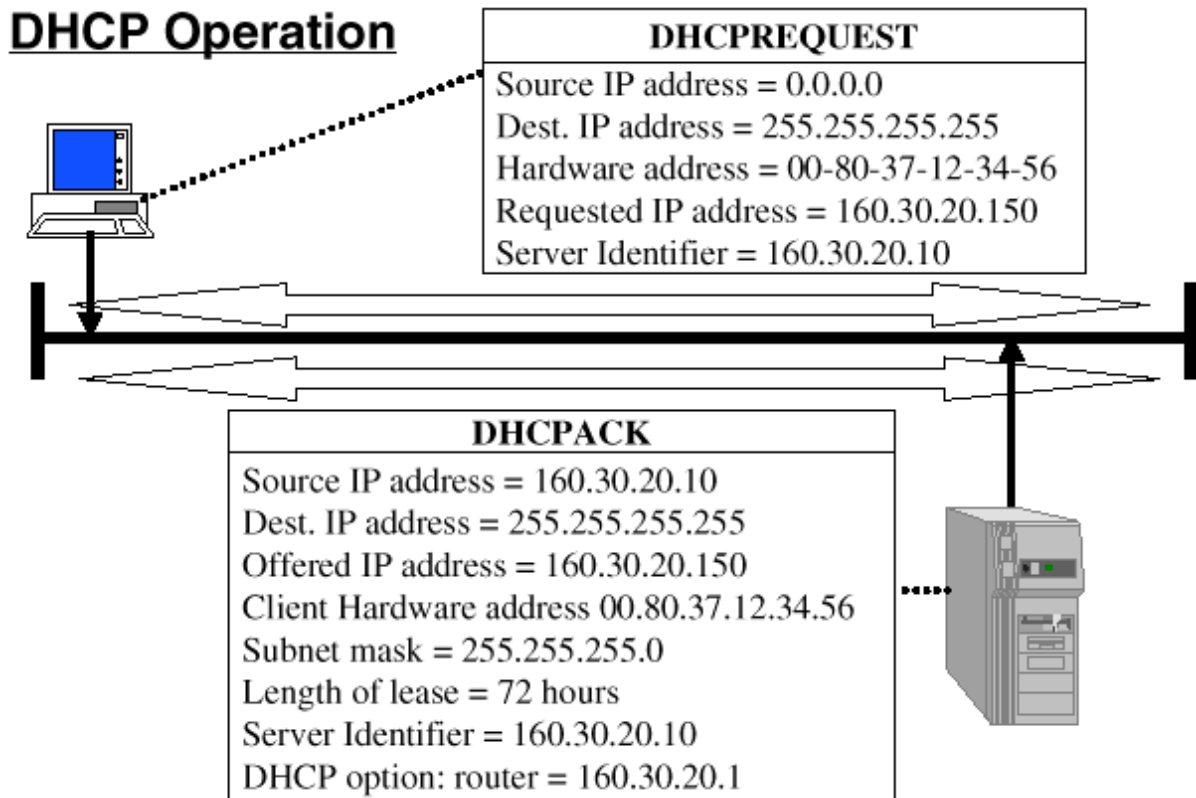 DHCP Operation
DHCPREQUEST
Source IP address = 0.0.0.0
Dest. IP address = 255.255.255.255
Hardware address = 00-80-37-12-34-56
Requested IP address = 160.30.20.150
Server Identifier = 160.30.20.10
DHCPACK
Source IP address = 160.30.20.10
Dest. IP address = 255.255.255.255
Offered IP address = 160.30.20.150
Client Hardware address 00.80.37.12.34.56
Subnet mask = 255.255.255.0
Length of lease = 72 hours
Server Identifier = 160.30.20.10
DHCP option: router = 160.30.20.1